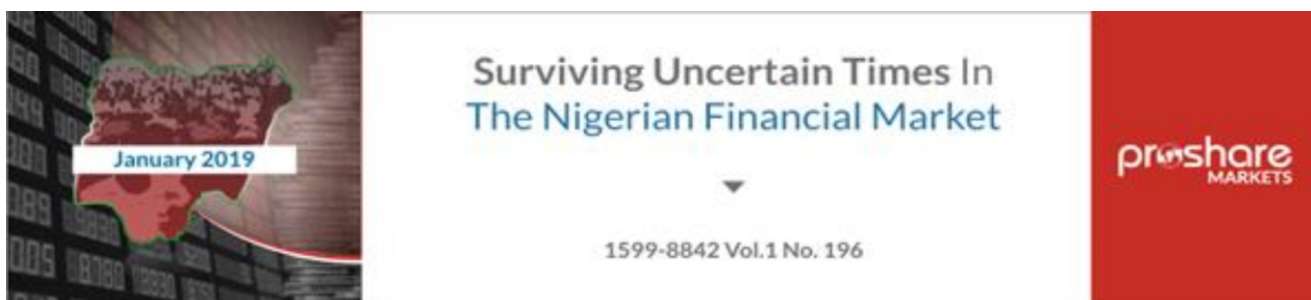 January 2019
Surviving Uncertain Times In
The Nigerian Financial Market
1599-8842 Vol.1 No. 196
proshare
MARKETS